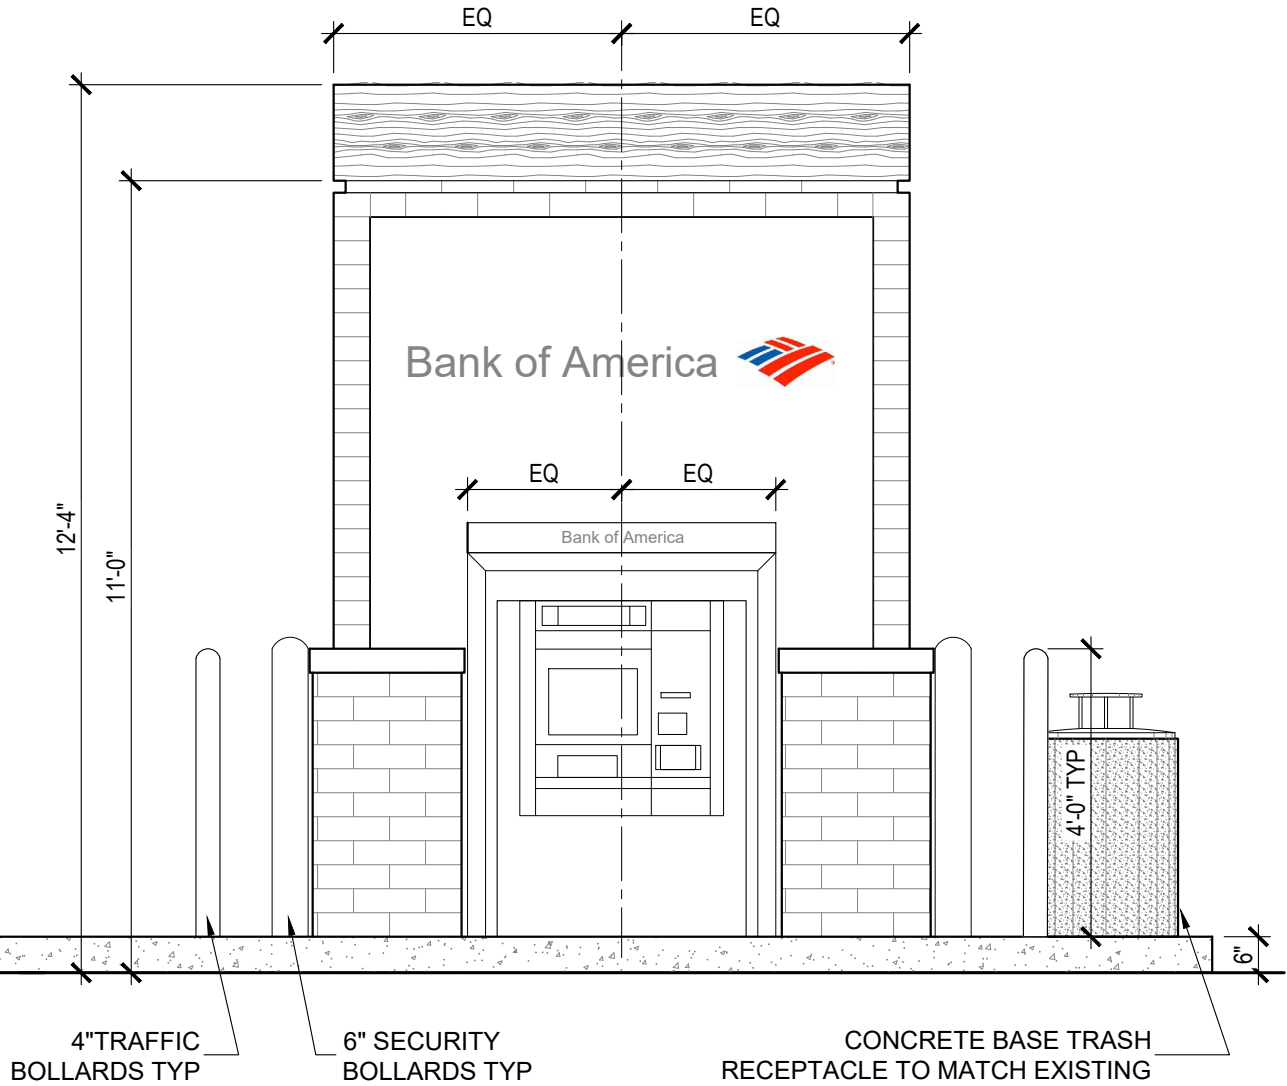 EQ EQ
Bank of America
EQ EQ
12'-4"
11'-0"
Bank of America
4'-0" TYP
6"
4"TRAFFIC
BOLLARDS TYP
6" SECURITY
BOLLARDS TYP
CONCRETE BASE TRASH
RECEPTACLE TO MATCH EXISTING